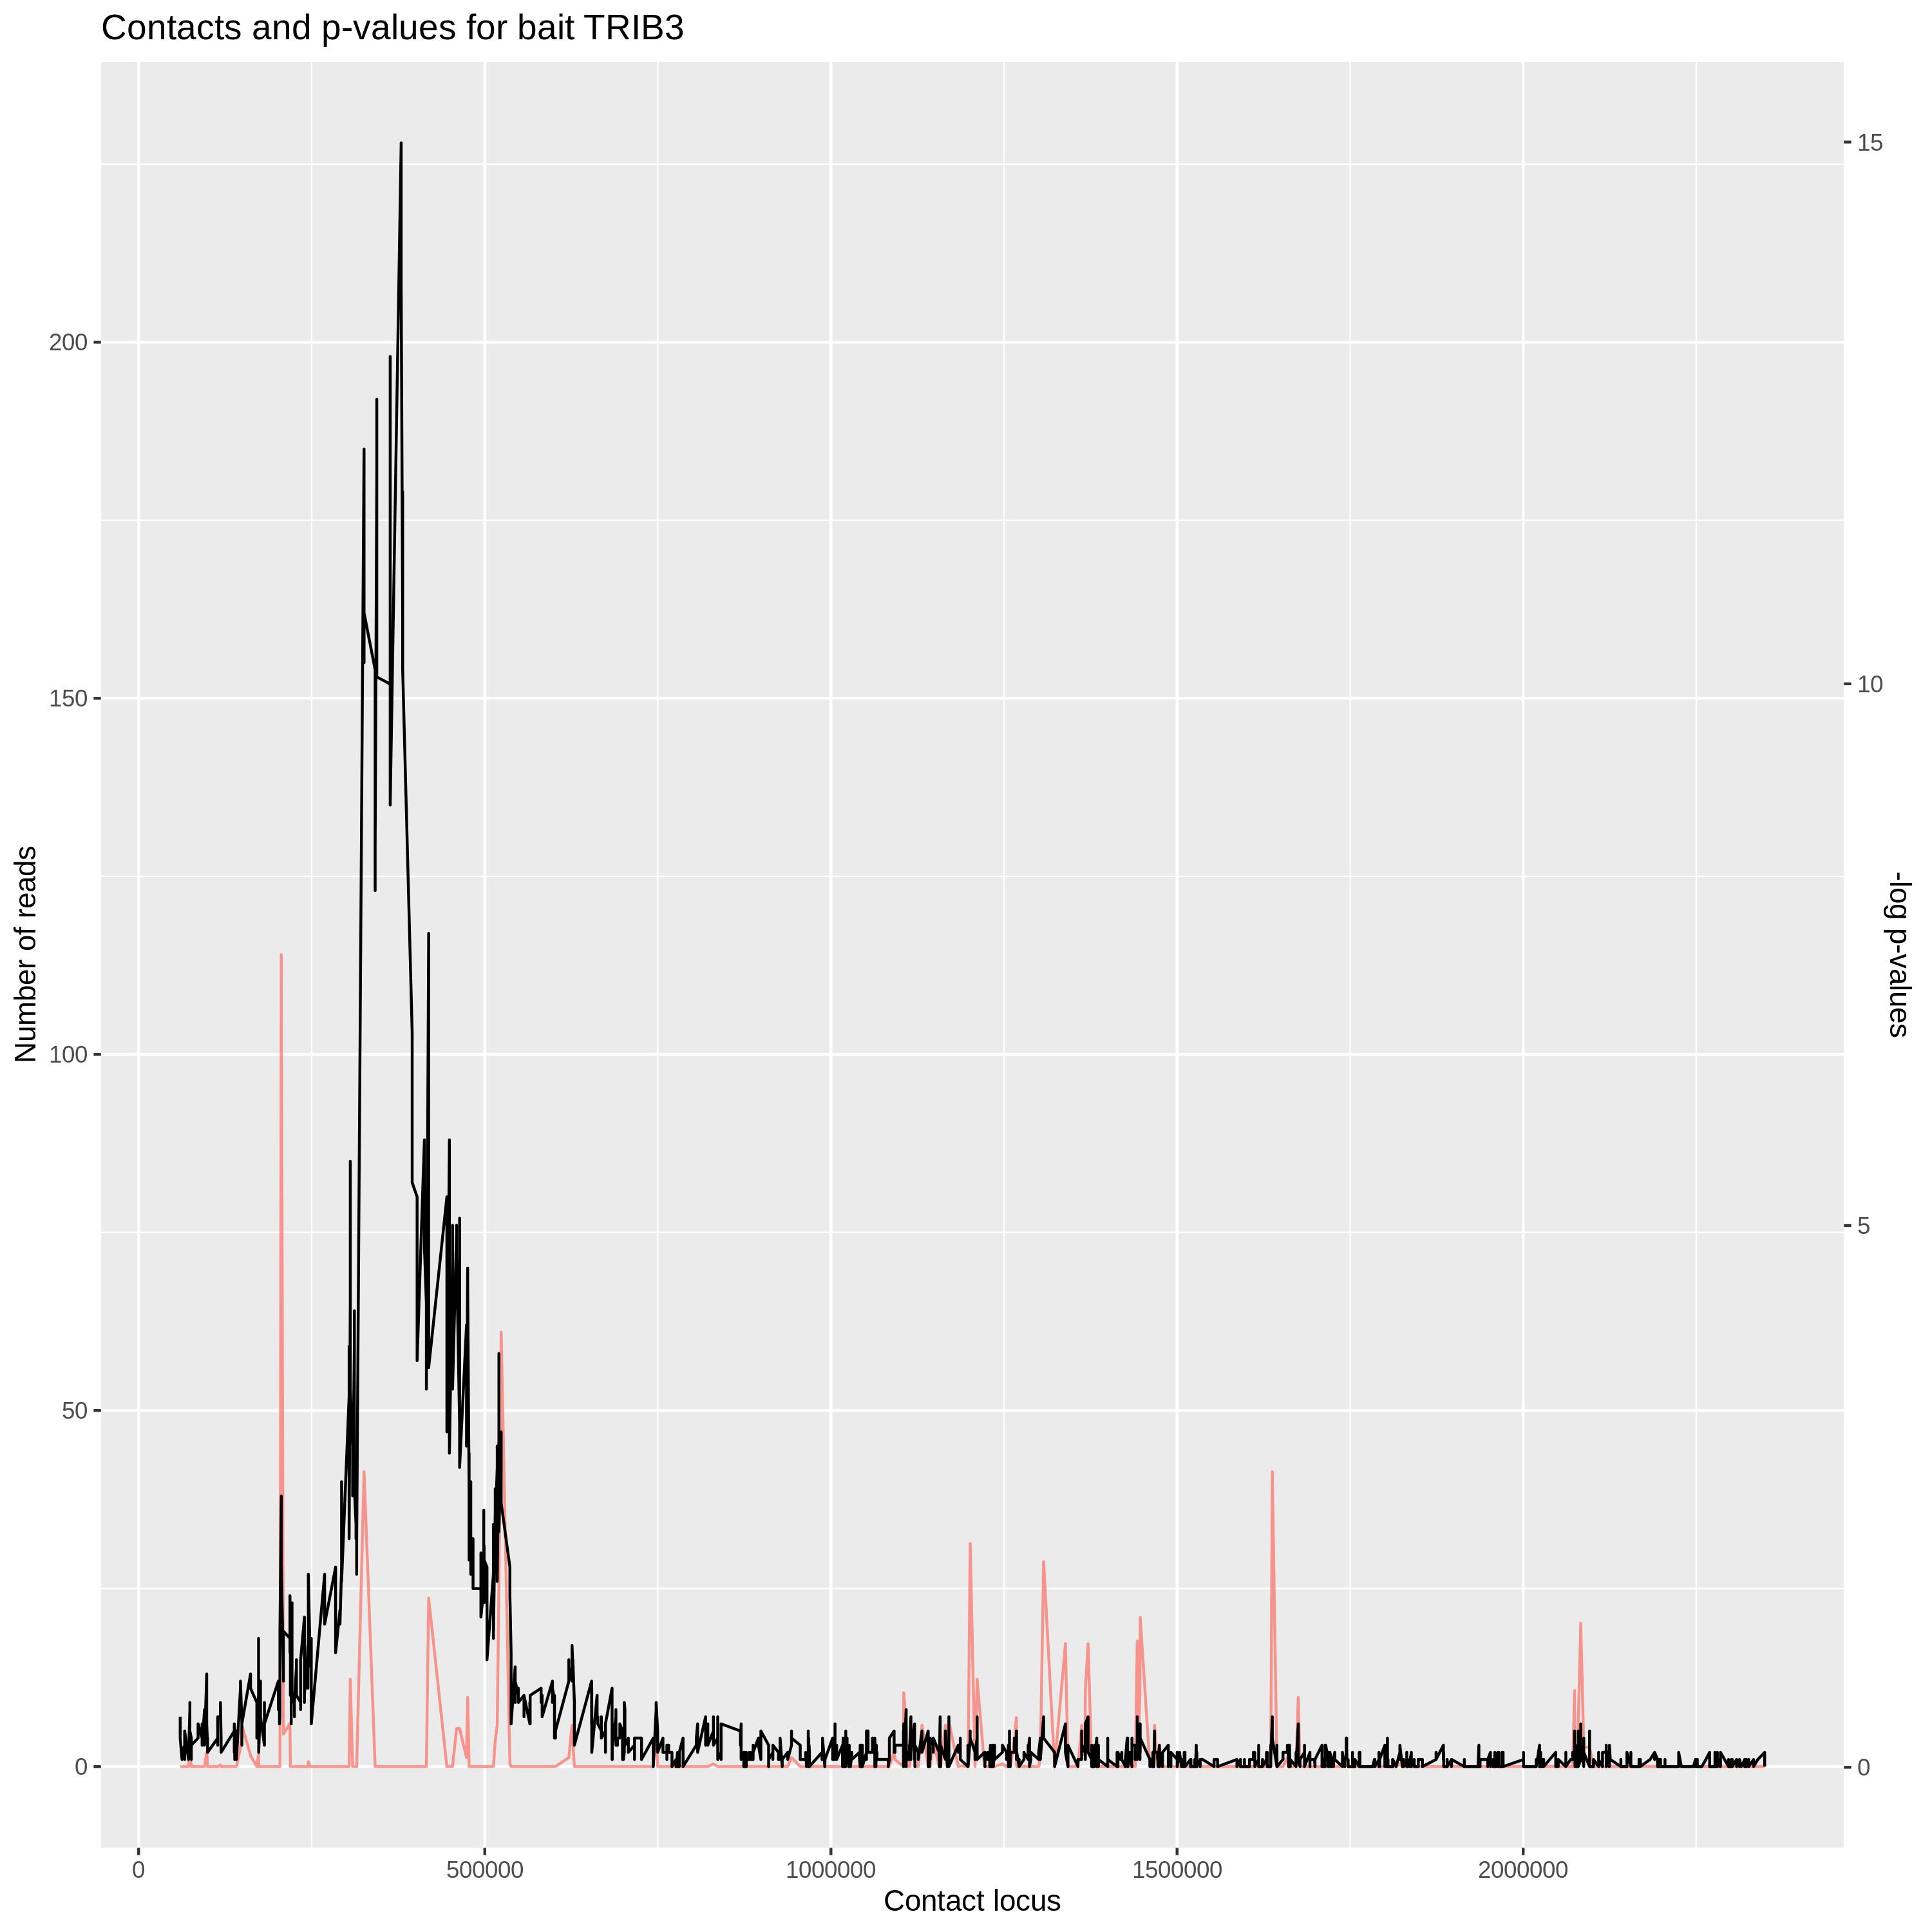 Contacts and p-values for bait TRIB3
Number of reads
200
150
100
50
0
15
10
5
0
-log p-values
0 500000 1000000 1500000 2000000
Contact locus